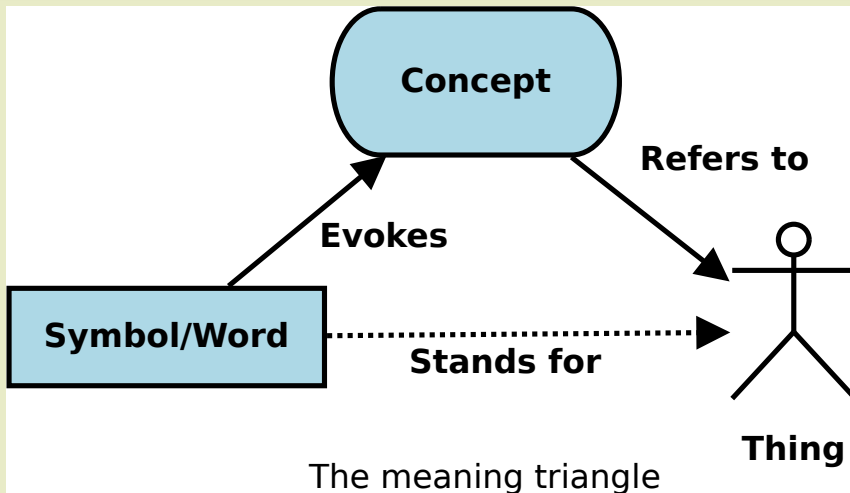 Concept
Refers to
Evokes
Symbol/Word
Stands for
Thing
The meaning triangle